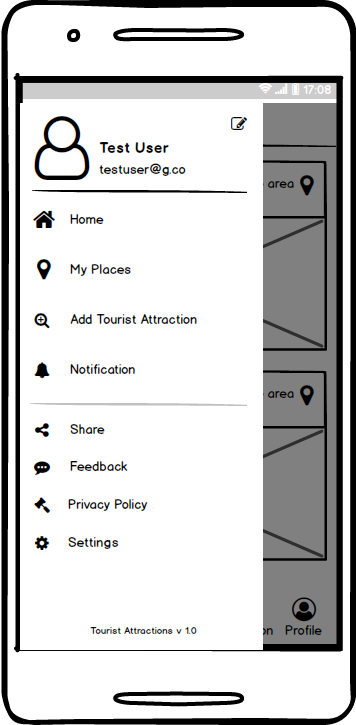 17:08
Test User
testuser@g.co
area
Home
My Places
Add Tourist Attraction
Notification
area
Share
Feedback
Privacy Policy
Settings
Tourist Attractions v 1.0
on Profile